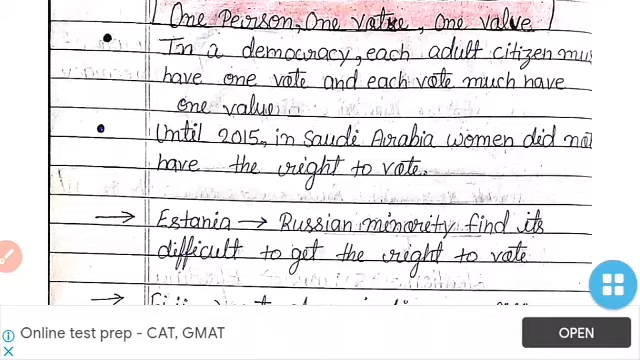 One Person, One vote, One value
In a democracy, each adult citizen mu
have one vote and each vote much have
one value
Until 2015, in Saudi Arabia women did not
have the right to vote.
→ Estania → Russian minority find its
difficult to get the right to vote
→
Online test prep - CAT, GMAT
OPEN